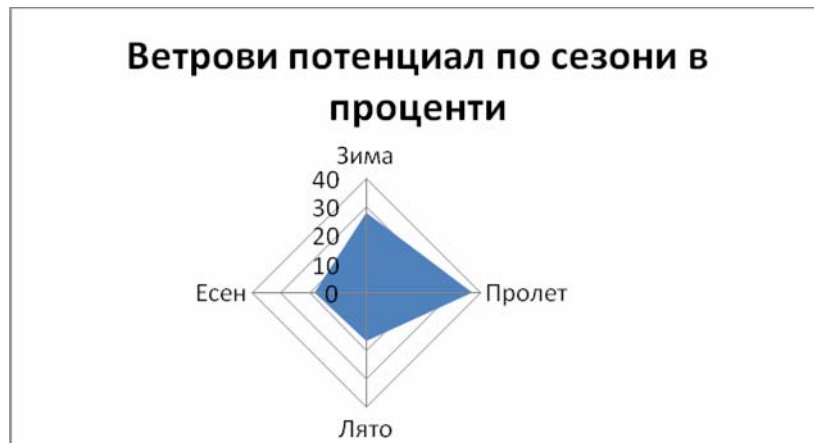 Ветрови потенциал по сезони в
проценти
Зима
40
30
20
10
0
Есен
Пролет
Лято